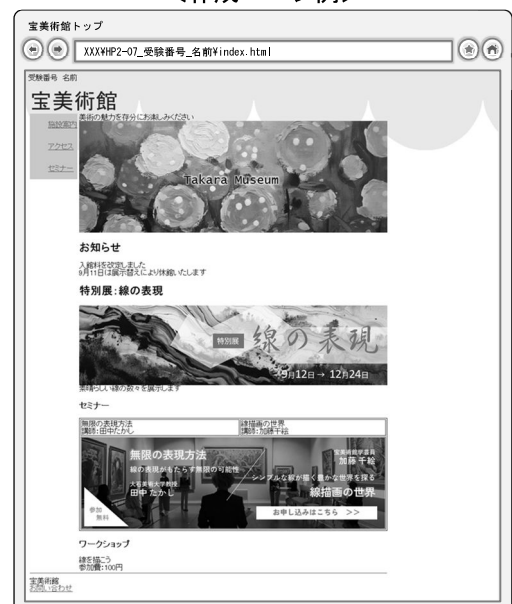 宝美術館トップ
XXX¥HP2-07_受験番号_名前¥index.html
受験番号 名前
宝美術館
美術の魅力を存分にお楽しみください
施設案内
アクセス
セミナー
Takara Museum
お知らせ
入館料を改定しました
9月11日は展示替えにより休館いたします
特別展:線の表現
特別展
線の表現
9月12日→12月24日
素晴らしい線の数々を展示します
セミナー
無限の表現方法
講師:田中たかし
線描画の世界
講師:加藤千絵
無限の表現方法
線の表現がもたらす無限の可能性
大石美術大学教授
田中 たかし
参加
無料
宝美術館学芸員
加藤 千絵
シンプルな線が描く豊かな世界を探る
線描画の世界
お申し込みはこちら >>
ワークショップ
線を描こう
参加費:100円
宝美術館
お問い合わせ